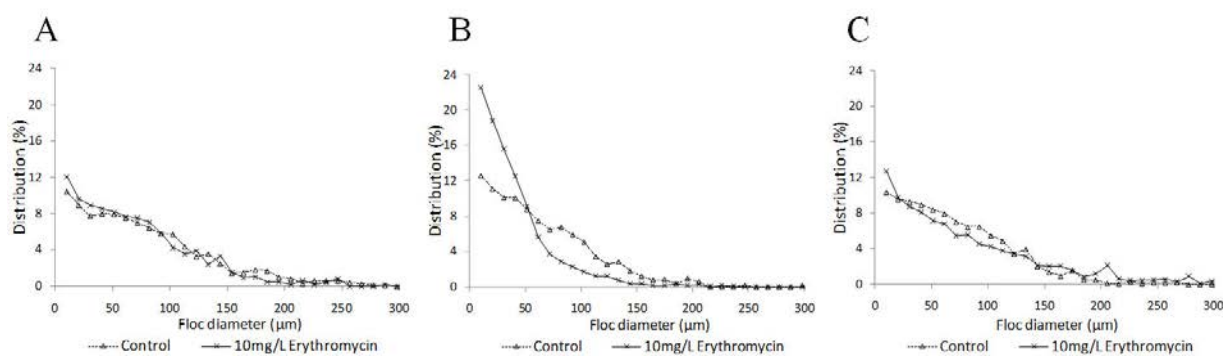 A
B
C
24
20
16
12
8
4
0
Distribution (%)
0 50 100 150 200 250 300
Floc diameter (µm)
Control 10mg/L Erythromycin
24
20
16
12
8
4
0
Distribution (%)
0 50 100 150 200 250 300
Floc diameter (µm)
Control 10mg/L Erythromycin
24
20
16
12
8
4
0
Distribution (%)
0 50 100 150 200 250 300
Floc diameter (µm)
Control 10mg/L Erythromycin